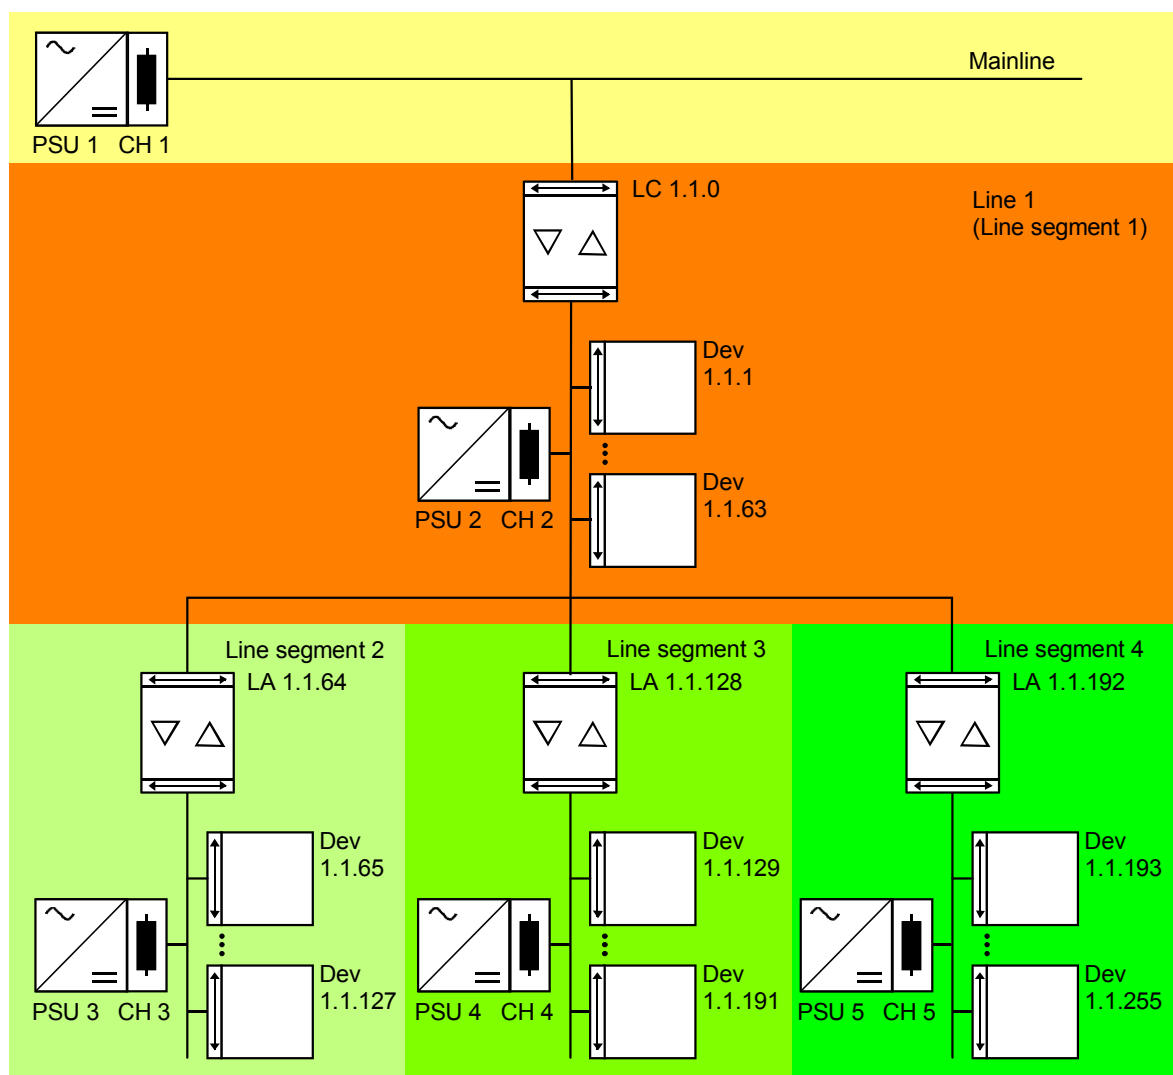 Mainline
PSU 1 CH 1
LC 1.1.0
Line 1
(Line segment 1)
Dev
1.1.1
Dev
1.1.63
PSU 2 CH 2
Line segment 2
LA 1.1.64
Dev
1.1.65
Dev
1.1.127
PSU 3 CH 3
Line segment 3
LA 1.1.128
Dev
1.1.129
Dev
1.1.191
PSU 4 CH 4
Line segment 4
LA 1.1.192
Dev
1.1.193
Dev
1.1.255
PSU 5 CH 5